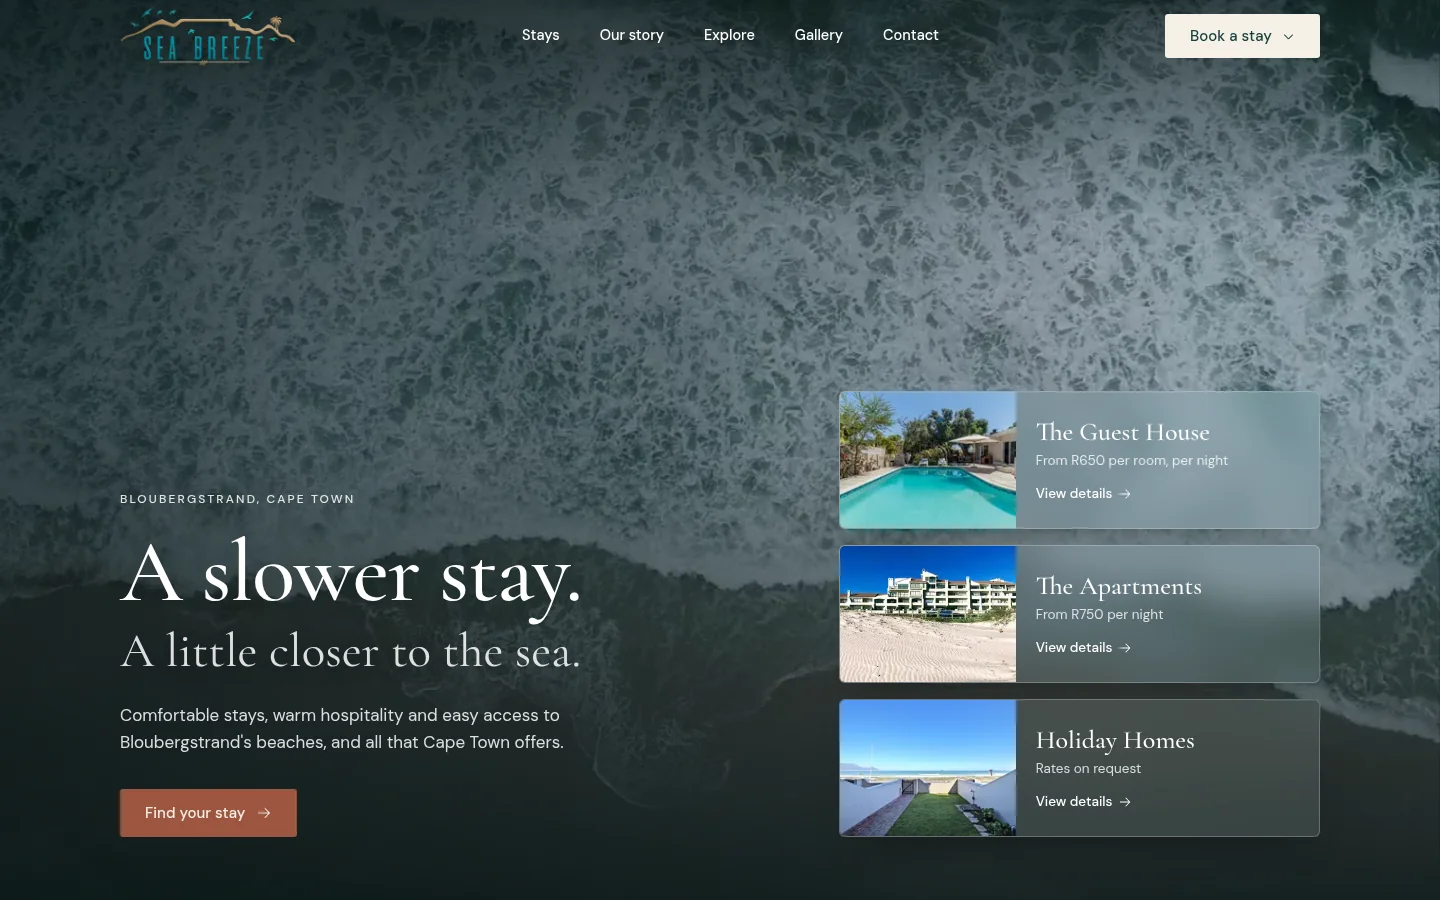 SEA BREEZE
Stays
Our story
Explore
Gallery
Contact
Book a stay
BLOUBERGSTRAND, CAPE TOWN
A slower stay.
A little closer to the sea.
Comfortable stays, warm hospitality and easy access to
Bloubergstrand's beaches, and all that Cape Town offers.
Find your stay →
The Guest House
From R650 per room, per night
View details →
The Apartments
From R750 per night
View details →
Holiday Homes
Rates on request
View details →